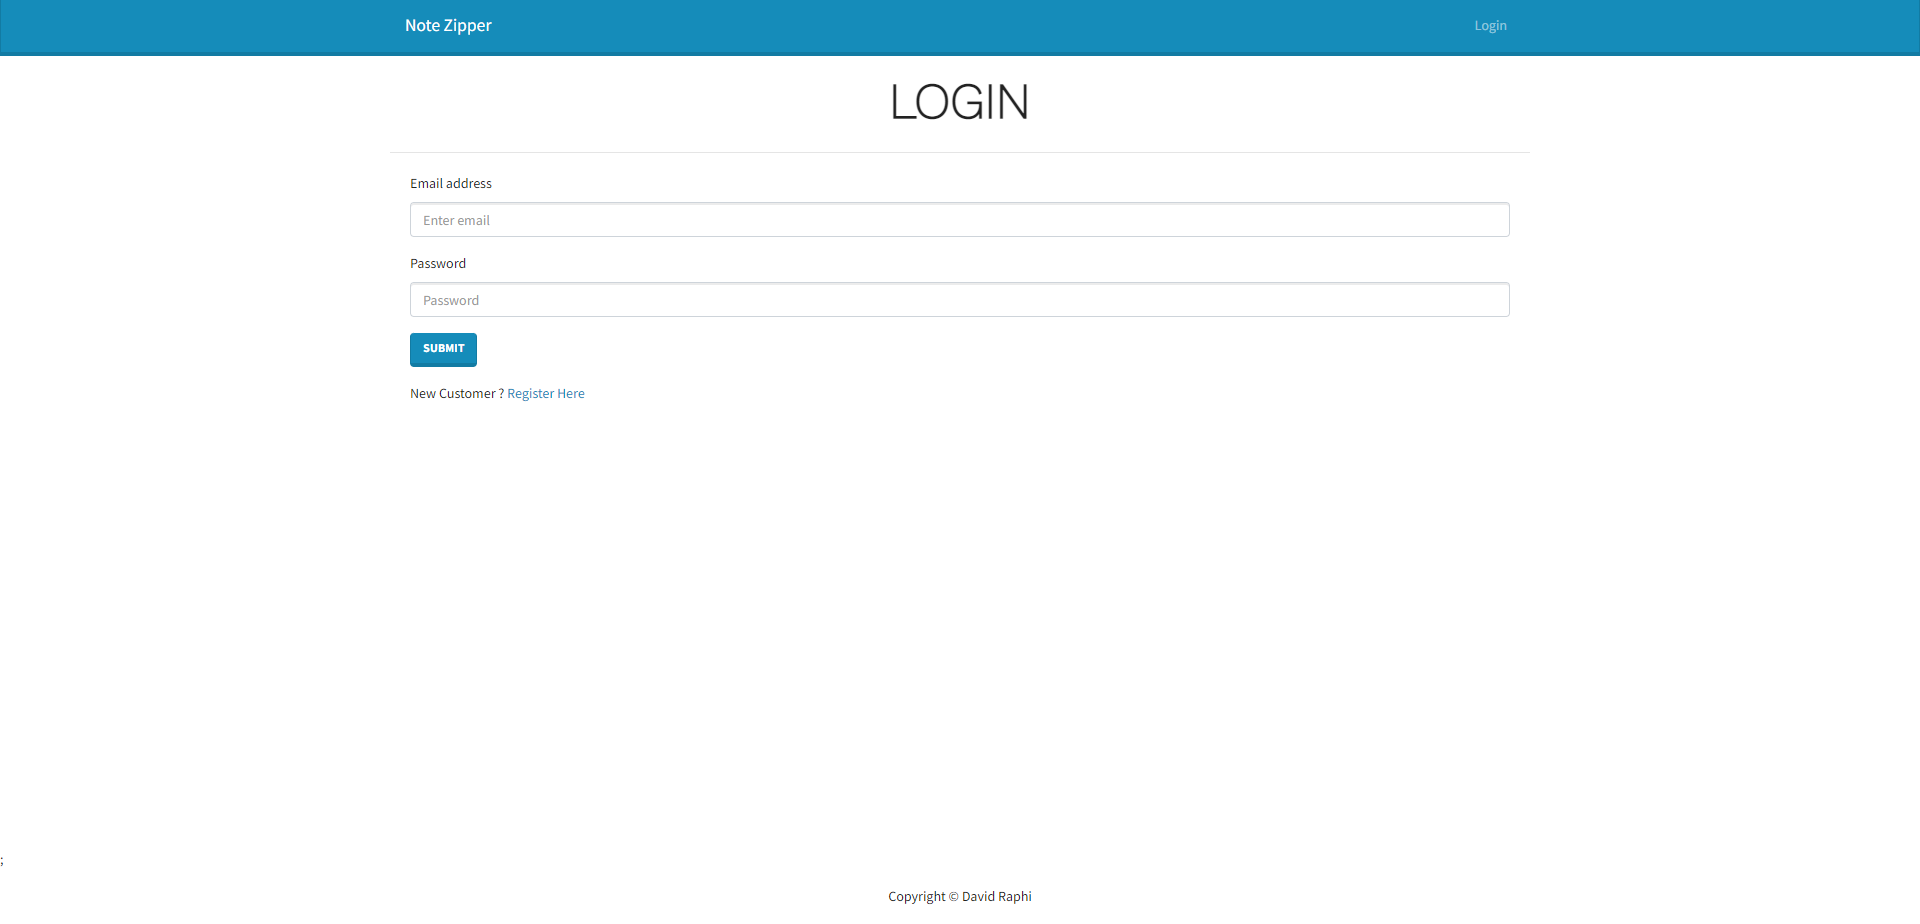 Note Zipper
Login
LOGIN
Email address
Enter email
Password
Password
SUBMIT
New Customer ? Register Here
;
Copyright © David Raphi